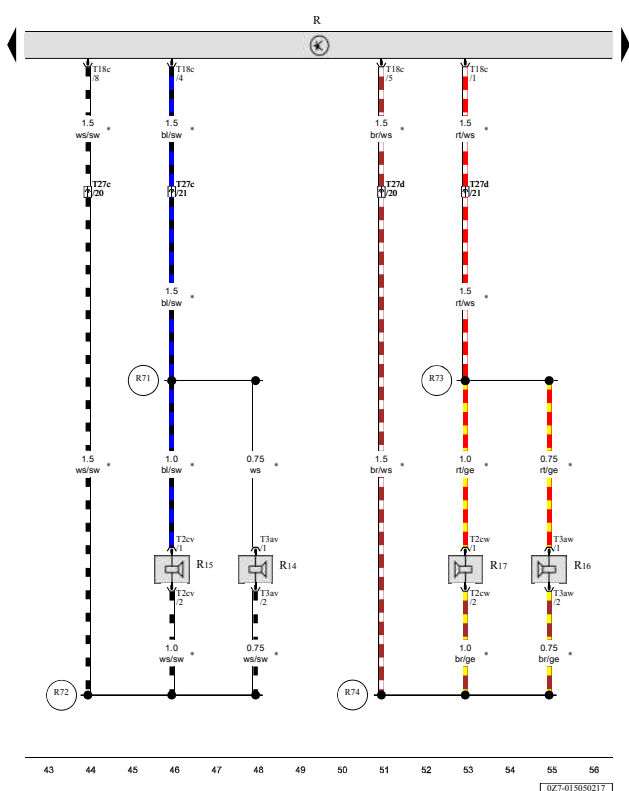 R
T18c
/8
T18c
/4
T18c
/5
T18c
/1
1.5
ws/sw *
1.5
bl/sw *
1.5
br/ws *
1.5
rt/ws *
T27c
/20
T27c
/21
T27d
/20
T27d
/21
1.5
bl/sw *
1.5
rt/ws *
R71
R73
1.5
ws/sw *
1.0
bl/sw *
0.75
ws *
1.5
br/ws *
1.0
rt/ge *
0.75
rt/ge *
T2cv
/1
T3av
/1
T2cw
/1
T3aw
/1
R15
R14
R17
R16
T2cv
/2
T3av
/2
T2cw
/2
T3aw
/2
1.0
ws/sw *
0.75
ws/sw *
1.0
br/ge *
0.75
br/ge *
R72
R74
43 44 45 46 47 48 49 50 51 52 53 54 55 56
0Z7-015050217